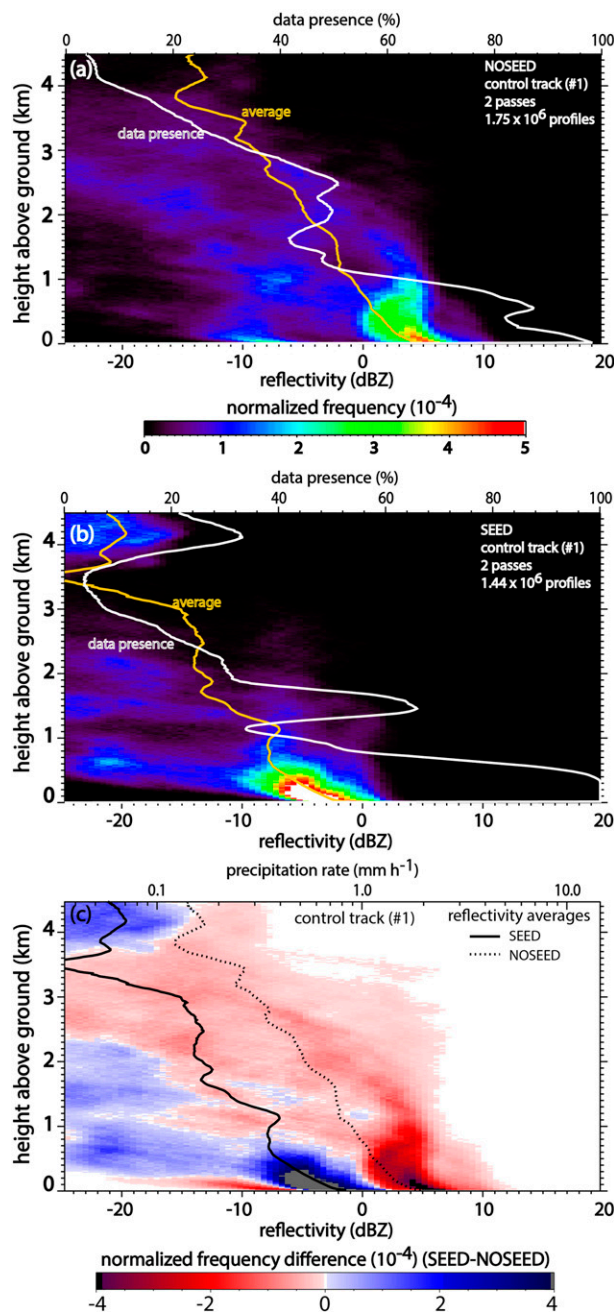 data presence (%)
0 20 40 60 80 100
(a)
NOSEED
control track (#1)
2 passes
1.75 x 10⁶ profiles
average
data presence
height above ground (km)
4
3
2
1
0
-20 -10 0 10 20
reflectivity (dBZ)
normalized frequency (10⁻⁴)
0 1 2 3 4 5
data presence (%)
0 20 40 60 80 100
(b)
SEED
control track (#1)
2 passes
1.44 x 10⁶ profiles
average
data presence
height above ground (km)
4
3
2
1
0
-20 -10 0 10 20
reflectivity (dBZ)
precipitation rate (mm h⁻¹)
0.1 1.0 10.0
(c)
control track (#1)
reflectivity averages
SEED
NOSEED
height above ground (km)
4
3
2
1
0
-20 -10 0 10 20
reflectivity (dBZ)
normalized frequency difference (10⁻⁴) (SEED-NOSEED)
-4 -2 0 2 4